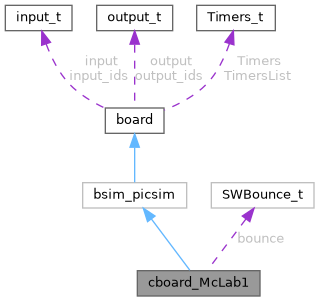 input_t
output_t
Timers_t
input
input_ids
output
output_ids
Timers
TimersList
board
bsim_picsim
SWBounce_t
bounce
cboard_McLab1